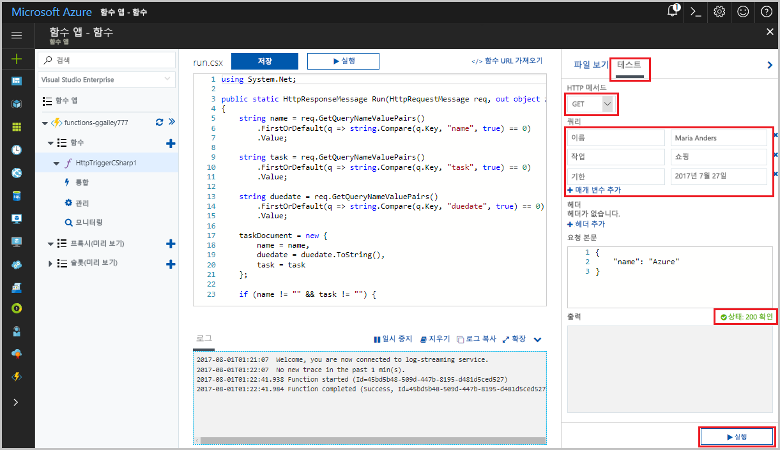 Microsoft Azure 함수 앱 - 함수
1
함수 앱 - 함수
함수 앱
검색
Visual Studio Enterprise
함수 앱
functions-ggailey777
함수
HttpTriggerCSharp1
통합
관리
모니터링
프록시(미리 보기)
슬롯(미리 보기)
run.csx 저장 실행 </> 함수 URL 가져오기
1 using System.Net;
2
3 public static HttpResponseMessage Run(HttpRequestMessage req, out object
4 {
5 string name = req.GetQueryNameValuePairs()
6 .FirstOrDefault(q => string.Compare(q.Key, "name", true) == 0)
7 .Value;
8
9 string task = req.GetQueryNameValuePairs()
10 .FirstOrDefault(q => string.Compare(q.Key, "task", true) == 0)
11 .Value;
12
13 string duedate = req.GetQueryNameValuePairs()
14 .FirstOrDefault(q => string.Compare(q.Key, "duedate", true) == 0)
15 .Value;
16
17 taskDocument = new {
18 name = name,
19 duedate = duedate.ToString(),
20 task = task
21 };
22
23 if (name != "" && task != "") {
로그 일시 중지 지우기 로그 복사 확장
2017-08-01T01:21:07 Welcome, you are now connected to log-streaming service.
2017-08-01T01:22:07 No new trace in the past 1 min(s).
2017-08-01T01:22:41.938 Function started (Id=45bd5b48-509d-447b-8195-d481d5ced527)
2017-08-01T01:22:41.984 Function completed (Success, Id=45bd5b48-509d-447b-8195-d481d5ced527
파일 보기 테스트
HTTP 메서드
GET
쿼리
이름 Maria Anders
작업 쇼핑
기한 2017년 7월 27일
매개 변수 추가
헤더
헤더가 없습니다.
헤더 추가
요청 본문
1 {
2 "name": "Azure"
3 }
출력 상태: 200 확인
실행